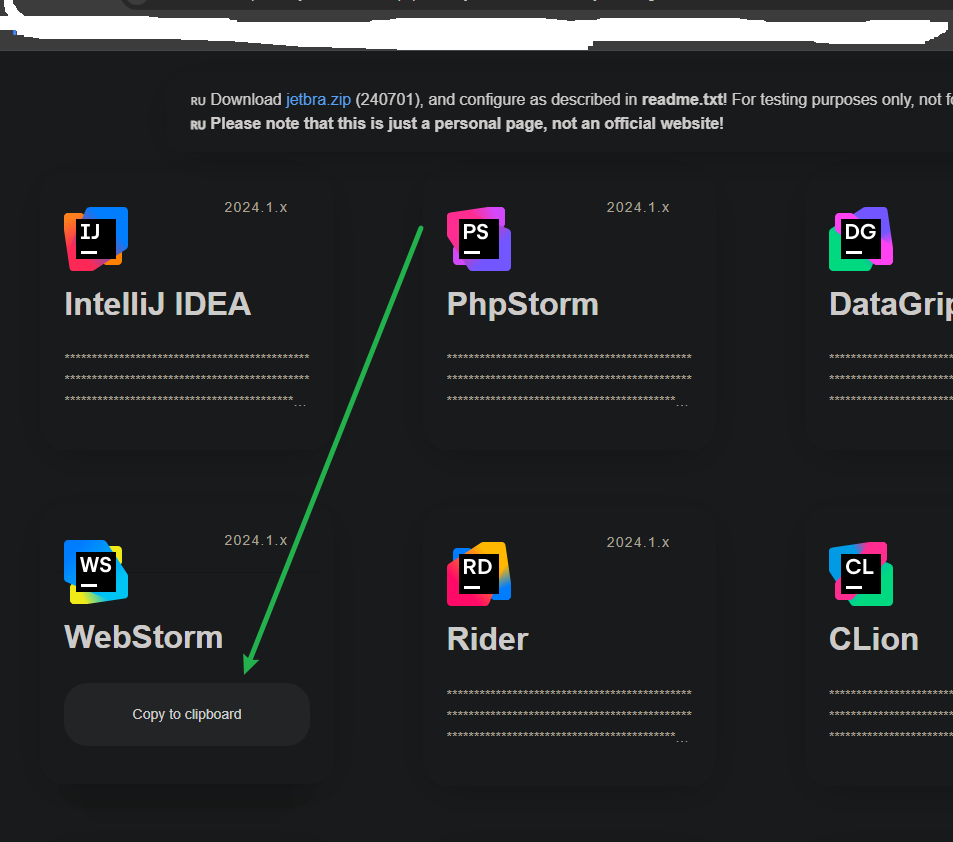 RU Download jetbra.zip (240701), and configure as described in readme.txt! For testing purposes only, not
RU Please note that this is just a personal page, not an official website!
2024.1.x
2024.1.x
IJ
PS
DG
IntelliJ IDEA
PhpStorm
DataGrip
*********************************************
*********************************************
******************************************...
*********************************************
*********************************************
******************************************...
2024.1.x
2024.1.x
WS
RD
CL
WebStorm
Rider
CLion
Copy to clipboard
*********************************************
*********************************************
******************************************...